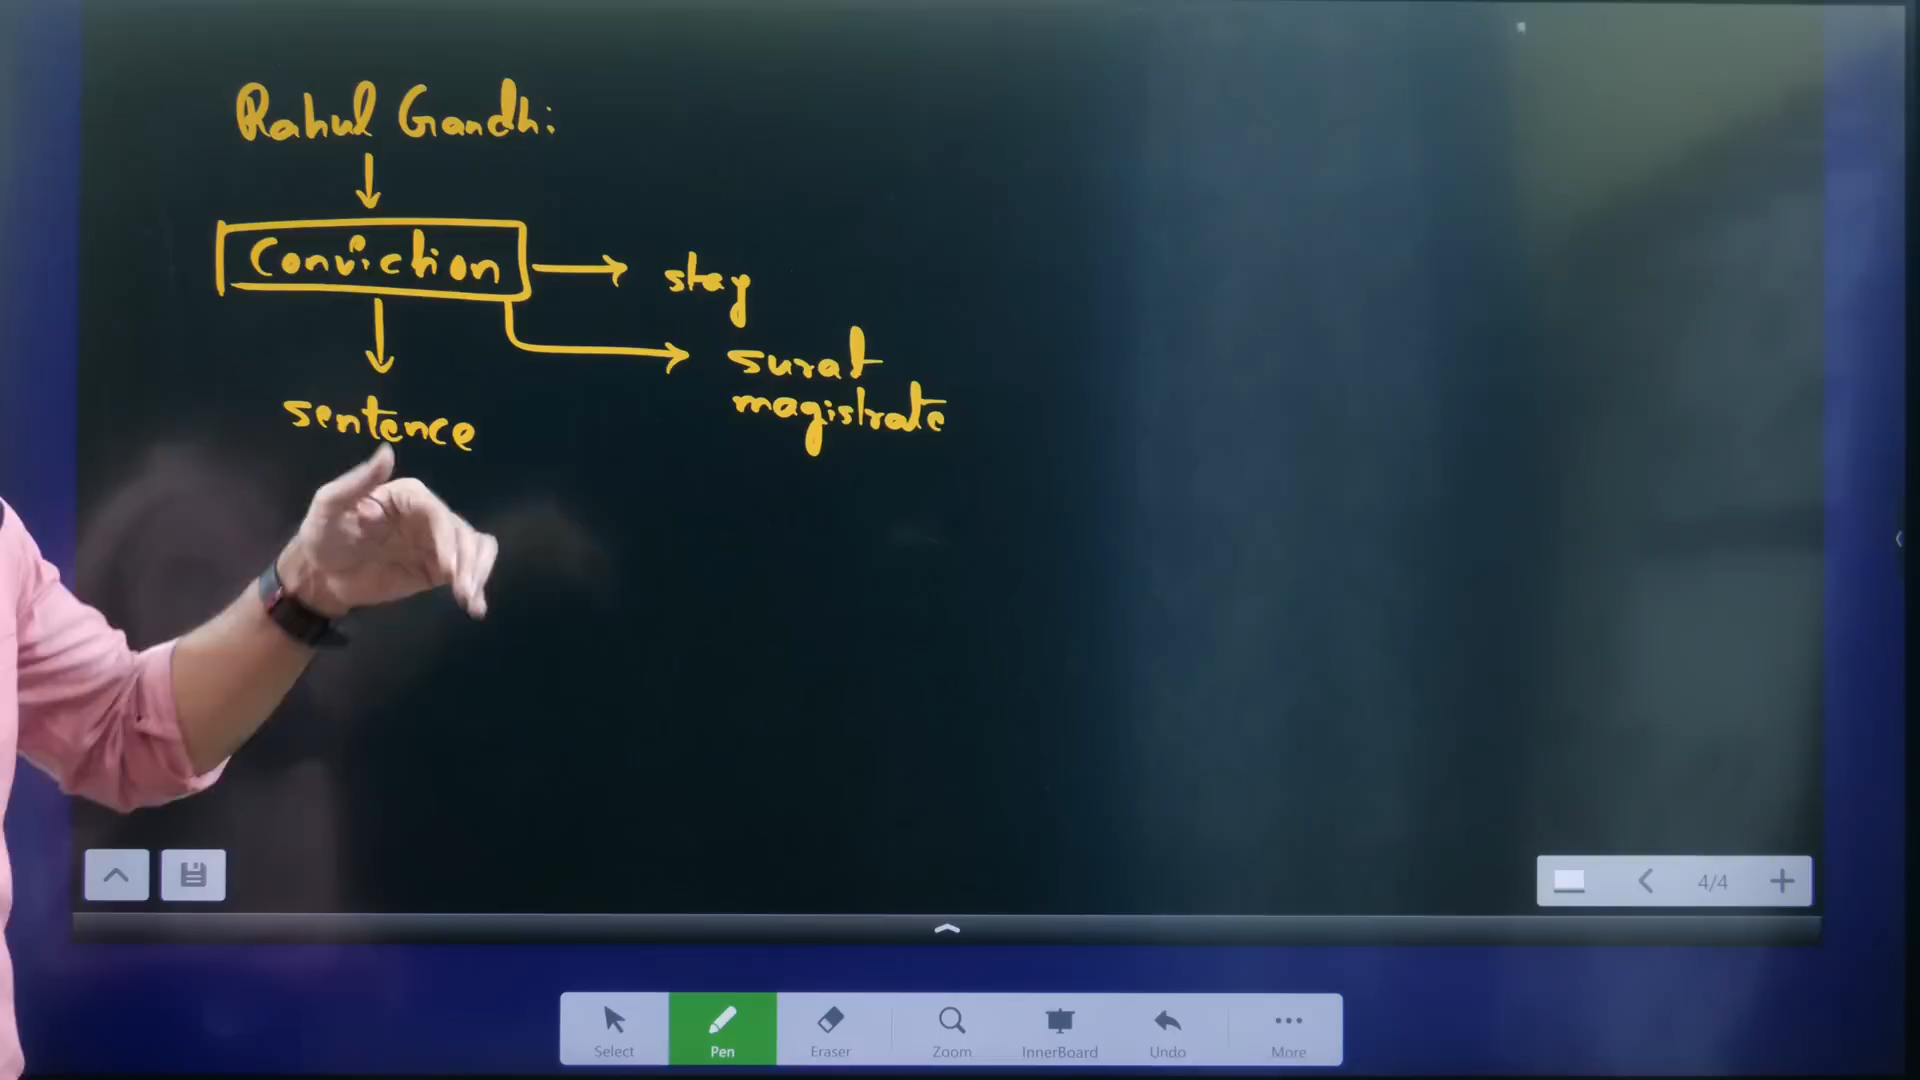 Rahul Gandhi
Conviction
stay
surat
magistrate
sentence
4/4
Select
Pen
Eraser
Zoom
InnerBoard
Undo
More